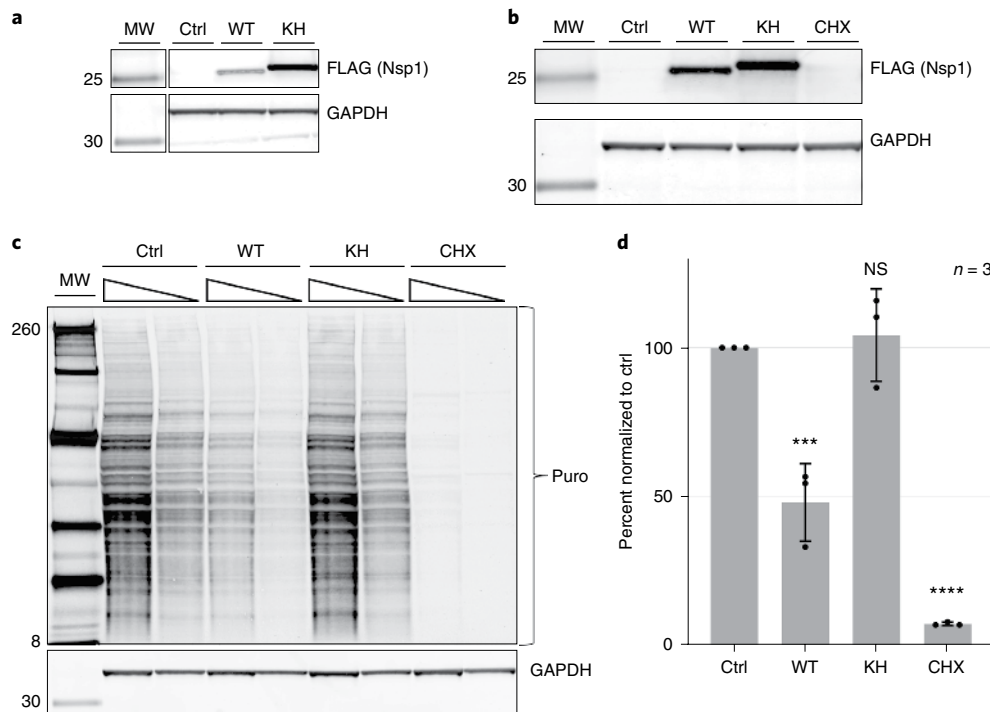 a
MW Ctrl WT KH
25
FLAG (Nsp1)
GAPDH
30
b
MW Ctrl WT KH CHX
25
FLAG (Nsp1)
GAPDH
30
c
Ctrl WT KH CHX
MW
260
Puro
8
GAPDH
30
d
NS
n = 3
100
***
50
****
0
Percent normalized to ctrl
Ctrl WT KH CHX